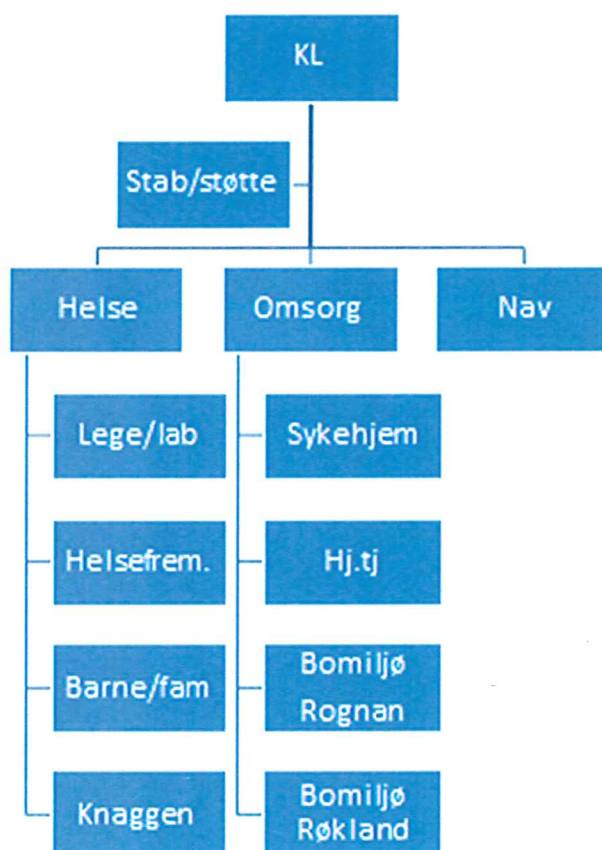 KL
Stab/støtte
Helse
Omsorg
Nav
Lege/lab
Sykehjem
Helsefrem.
Hj.tj
Barne/fam
Bomiljø
Rognan
Knaggen
Bomiljø
Røkland